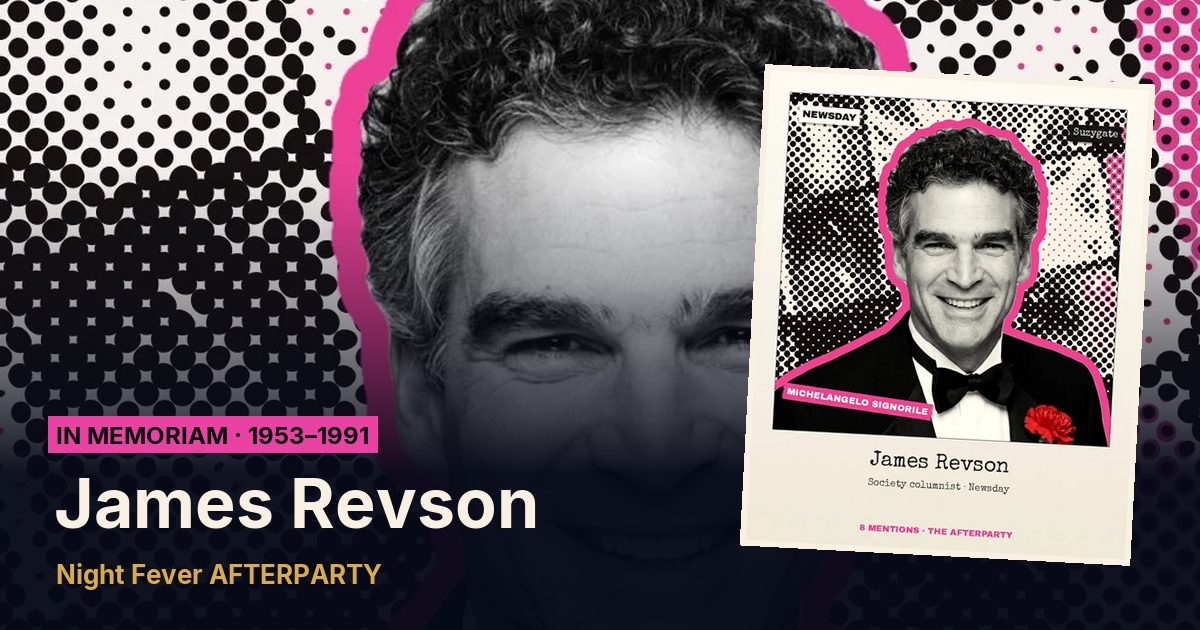 IN MEMORIAM · 1953–1991
James Revson
Night Fever AFTERPARTY
NEWSDAY
Suzygate
MICHELANGELO SIGNORILE
James Revson
Society columnist · Newsday
8 MENTIONS · THE AFTERPARTY